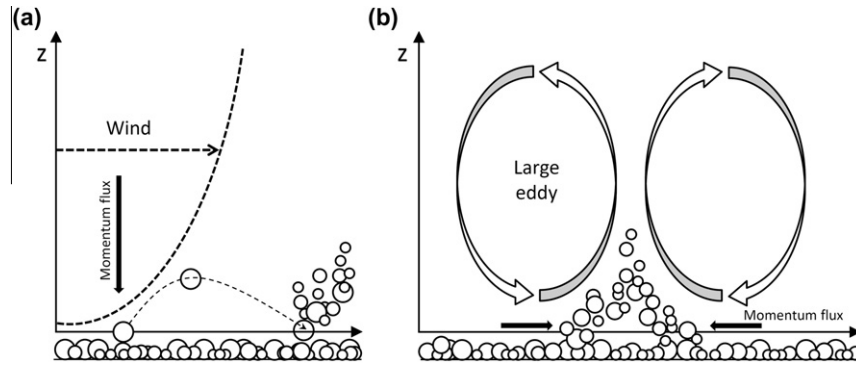 (a)
z
Wind
Momentum flux
(b)
z
Large
eddy
Momentum flux